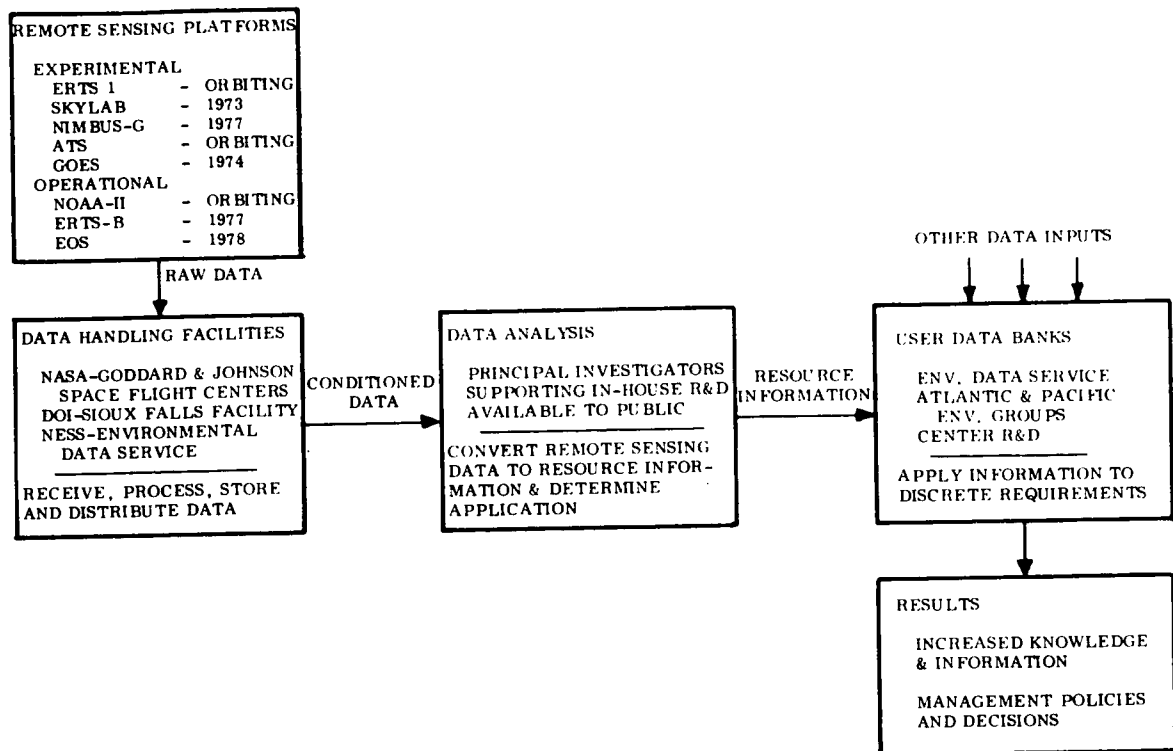 REMOTE SENSING PLATFORMS
EXPERIMENTAL
ERTS 1 - ORBITING
SKYLAB - 1973
NIMBUS-G - 1977
ATS - ORBITING
GOES - 1974
OPERATIONAL
NOAA-II - ORBITING
ERTS-B - 1977
EOS - 1978
RAW DATA
DATA HANDLING FACILITIES
NASA-GODDARD & JOHNSON
SPACE FLIGHT CENTERS
DOI-SIOUX FALLS FACILITY
NESS-ENVIRONMENTAL
DATA SERVICE
RECEIVE, PROCESS, STORE
AND DISTRIBUTE DATA
CONDITIONED
DATA
DATA ANALYSIS
PRINCIPAL INVESTIGATORS
SUPPORTING IN-HOUSE R&D
AVAILABLE TO PUBLIC
CONVERT REMOTE SENSING
DATA TO RESOURCE INFOR-
MATION & DETERMINE
APPLICATION
RESOURCE
INFORMATION
OTHER DATA INPUTS
USER DATA BANKS
ENV. DATA SERVICE
ATLANTIC & PACIFIC
ENV. GROUPS
CENTER R&D
APPLY INFORMATION TO
DISCRETE REQUIREMENTS
RESULTS
INCREASED KNOWLEDGE
& INFORMATION
MANAGEMENT POLICIES
AND DECISIONS